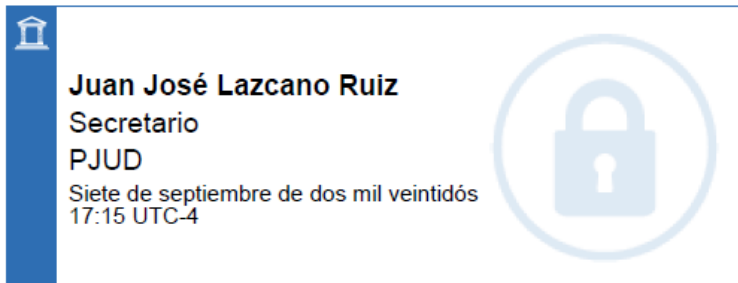 Juan José Lazcano Ruiz
Secretario
PJUD
Siete de septiembre de dos mil veintidós
17:15 UTC-4